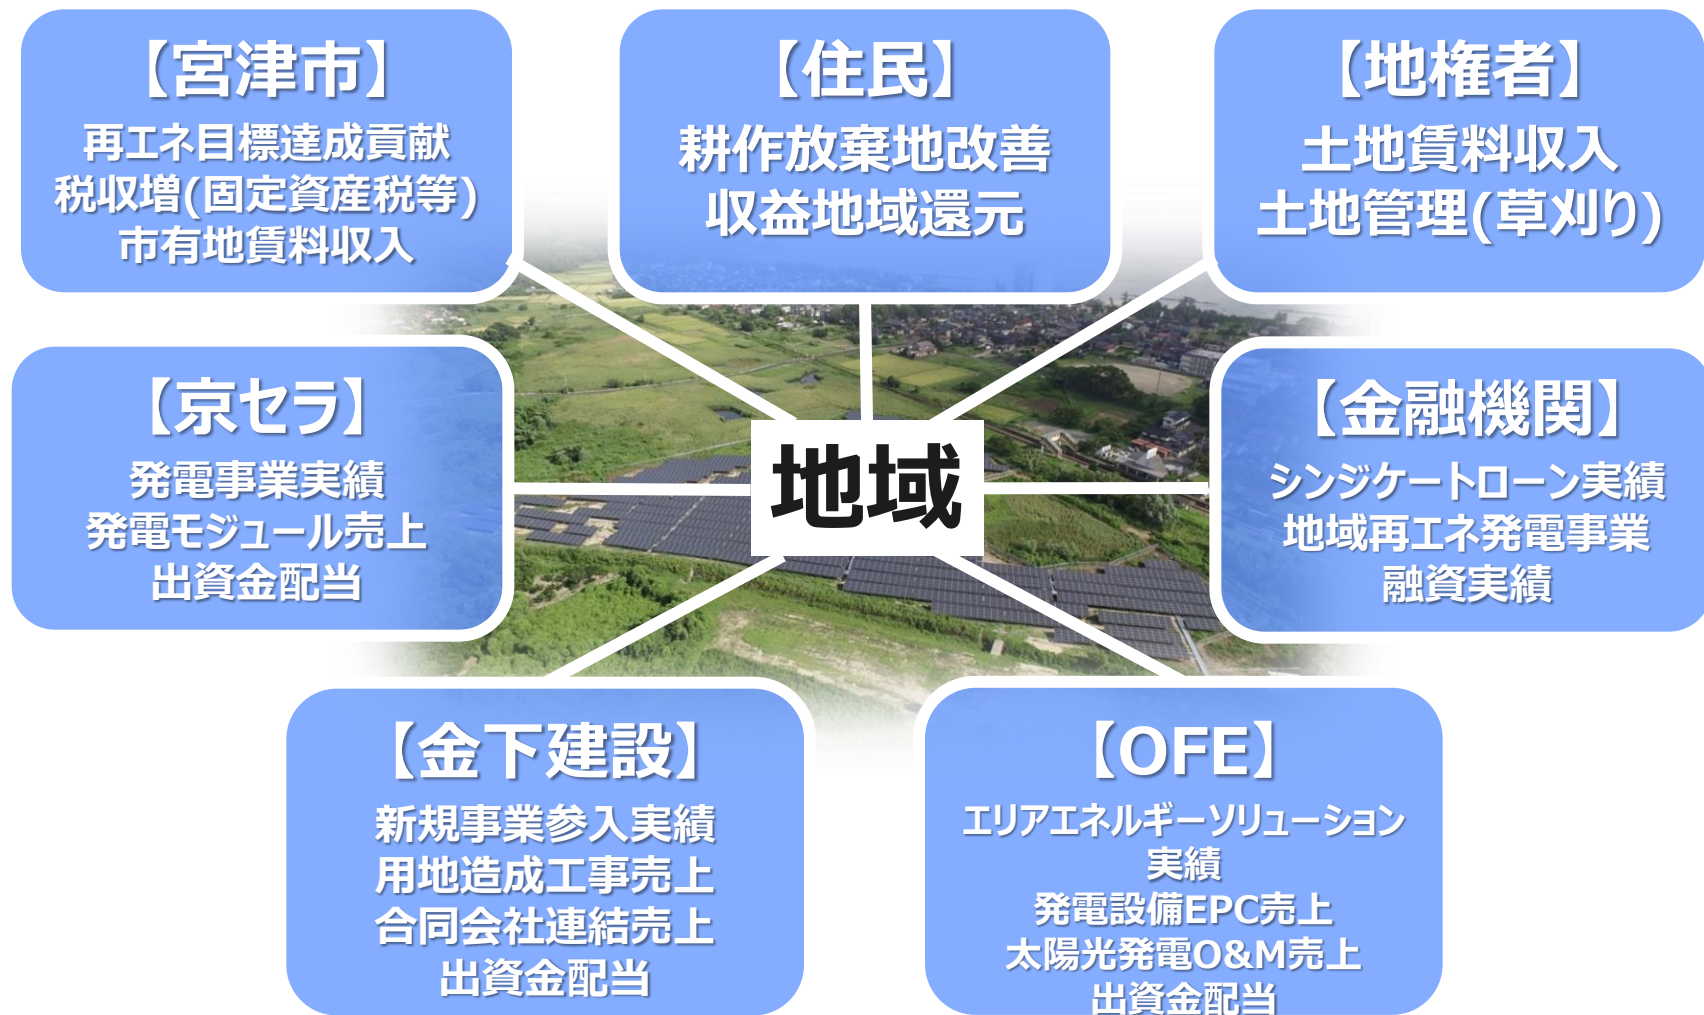 【宮津市】
再エネ目標達成貢献
税収増(固定資産税等)
市有地賃料収入
【住民】
耕作放棄地改善
収益地域還元
【地権者】
土地賃料収入
土地管理(草刈り)
【京セラ】
発電事業実績
発電モジュール売上
出資金配当
地域
【金融機関】
シンジケートローン実績
地域再エネ発電事業
融資実績
【金下建設】
新規事業参入実績
用地造成工事売上
合同会社連結売上
出資金配当
【OFE】
エリアエネルギーソリューション
実績
発電設備EPC売上
太陽光発電O&M売上
出資金配当